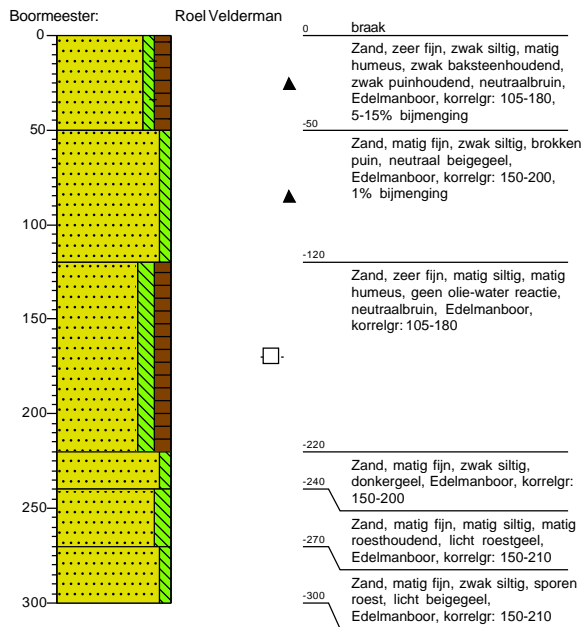 Boormeester: Roel Velderman
0
50
100
150
200
250
300
0 braak
Zand, zeer fijn, zwak siltig, matig
humeus, zwak baksteenhoudend,
zwak puinhoudend, neutraalbruin,
Edelmanboor, korrelgr: 105-180,
5-15% bijmenging
-50
Zand, matig fijn, zwak siltig, brokken
puin, neutraal beigegeel,
Edelmanboor, korrelgr: 150-200,
1% bijmenging
-120
Zand, zeer fijn, matig siltig, matig
humeus, geen olie-water reactie,
neutraalbruin, Edelmanboor,
korrelgr: 105-180
-220
Zand, matig fijn, zwak siltig,
donkergeel, Edelmanboor, korrelgr:
150-200
-240
Zand, matig fijn, matig siltig, matig
roesthoudend, licht roestgeel,
Edelmanboor, korrelgr: 150-210
-270
Zand, matig fijn, zwak siltig, sporen
roest, licht beigegeel,
Edelmanboor, korrelgr: 150-210
-300